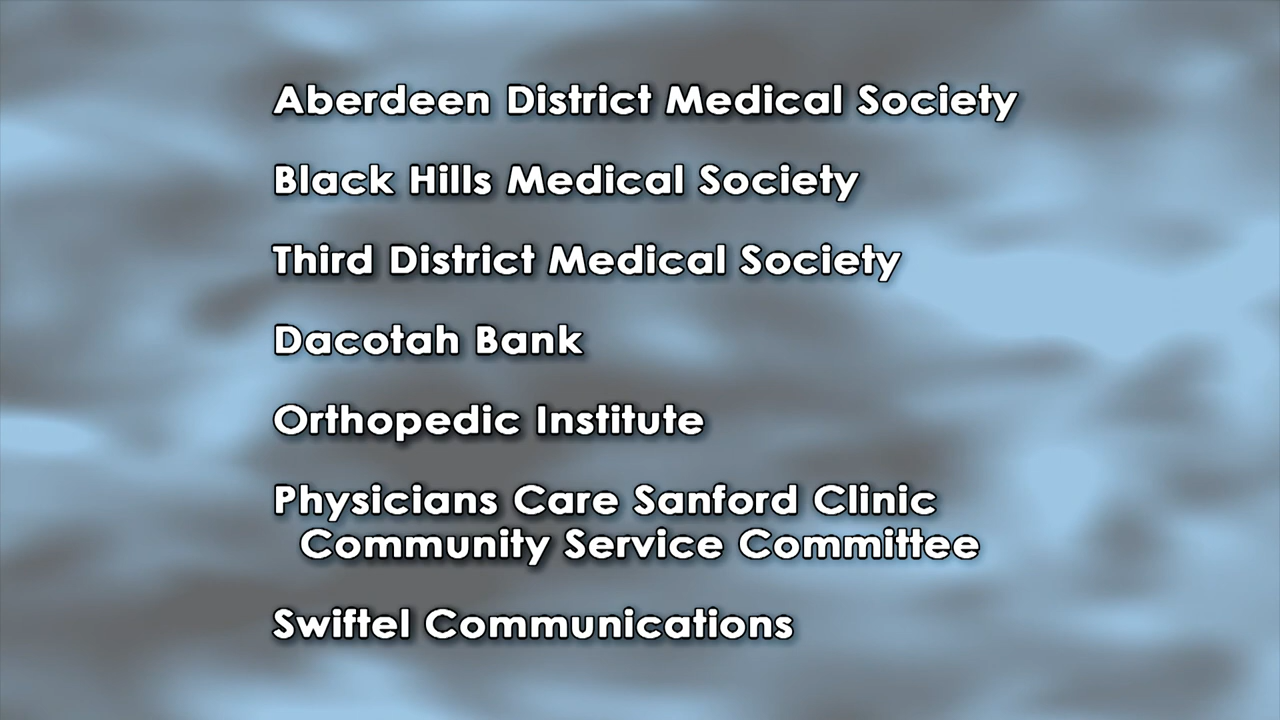 Aberdeen District Medical Society
Black Hills Medical Society
Third District Medical Society
Dacotah Bank
Orthopedic Institute
Physicians Care Sanford Clinic
Community Service Committee
Swiftel Communications